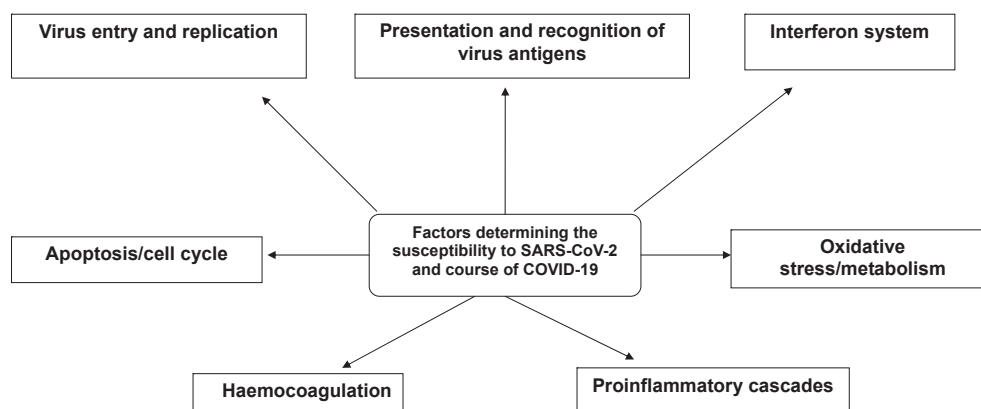 Virus entry and replication
Presentation and recognition of
virus antigens
Interferon system
Apoptosis/cell cycle
Factors determining the
susceptibility to SARS-CoV-2
and course of COVID-19
Oxidative
stress/metabolism
Haemocoagulation
Proinflammatory cascades